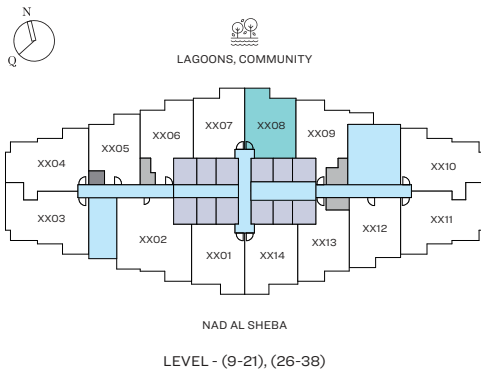 N
Q
LAGOONS, COMMUNITY
XX07 XX08
XX06 XX09
XX05
XX04 XX10
XX03 XX11
XX02 XX12
XX13
XX01 XX14
NAD AL SHEBA
LEVEL - (9-21), (26-38)